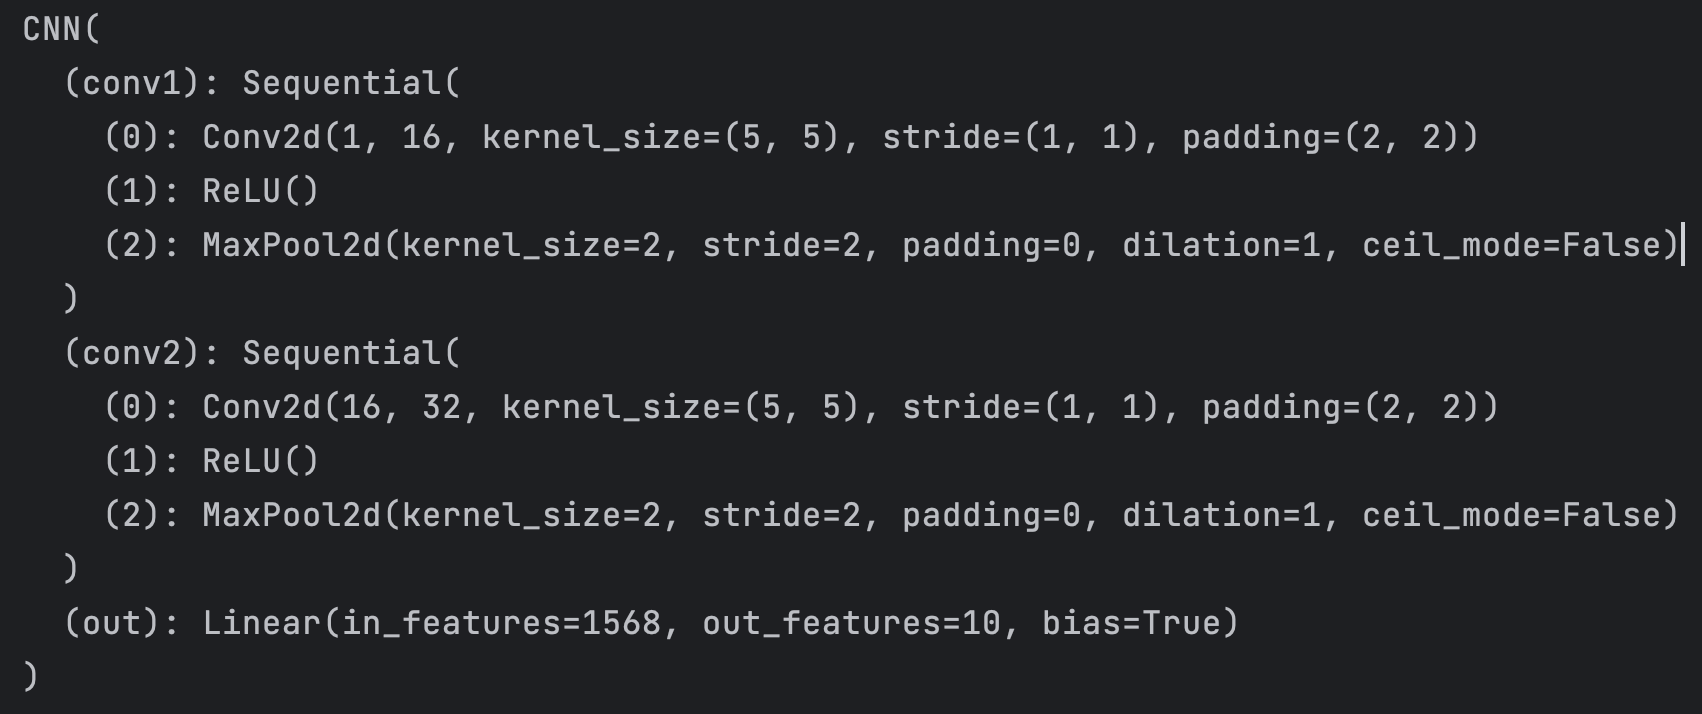 CNN(
  (conv1): Sequential(
    (0): Conv2d(1, 16, kernel_size=(5, 5), stride=(1, 1), padding=(2, 2))
    (1): ReLU()
    (2): MaxPool2d(kernel_size=2, stride=2, padding=0, dilation=1, ceil_mode=False)
  )
  (conv2): Sequential(
    (0): Conv2d(16, 32, kernel_size=(5, 5), stride=(1, 1), padding=(2, 2))
    (1): ReLU()
    (2): MaxPool2d(kernel_size=2, stride=2, padding=0, dilation=1, ceil_mode=False)
  )
  (out): Linear(in_features=1568, out_features=10, bias=True)
)